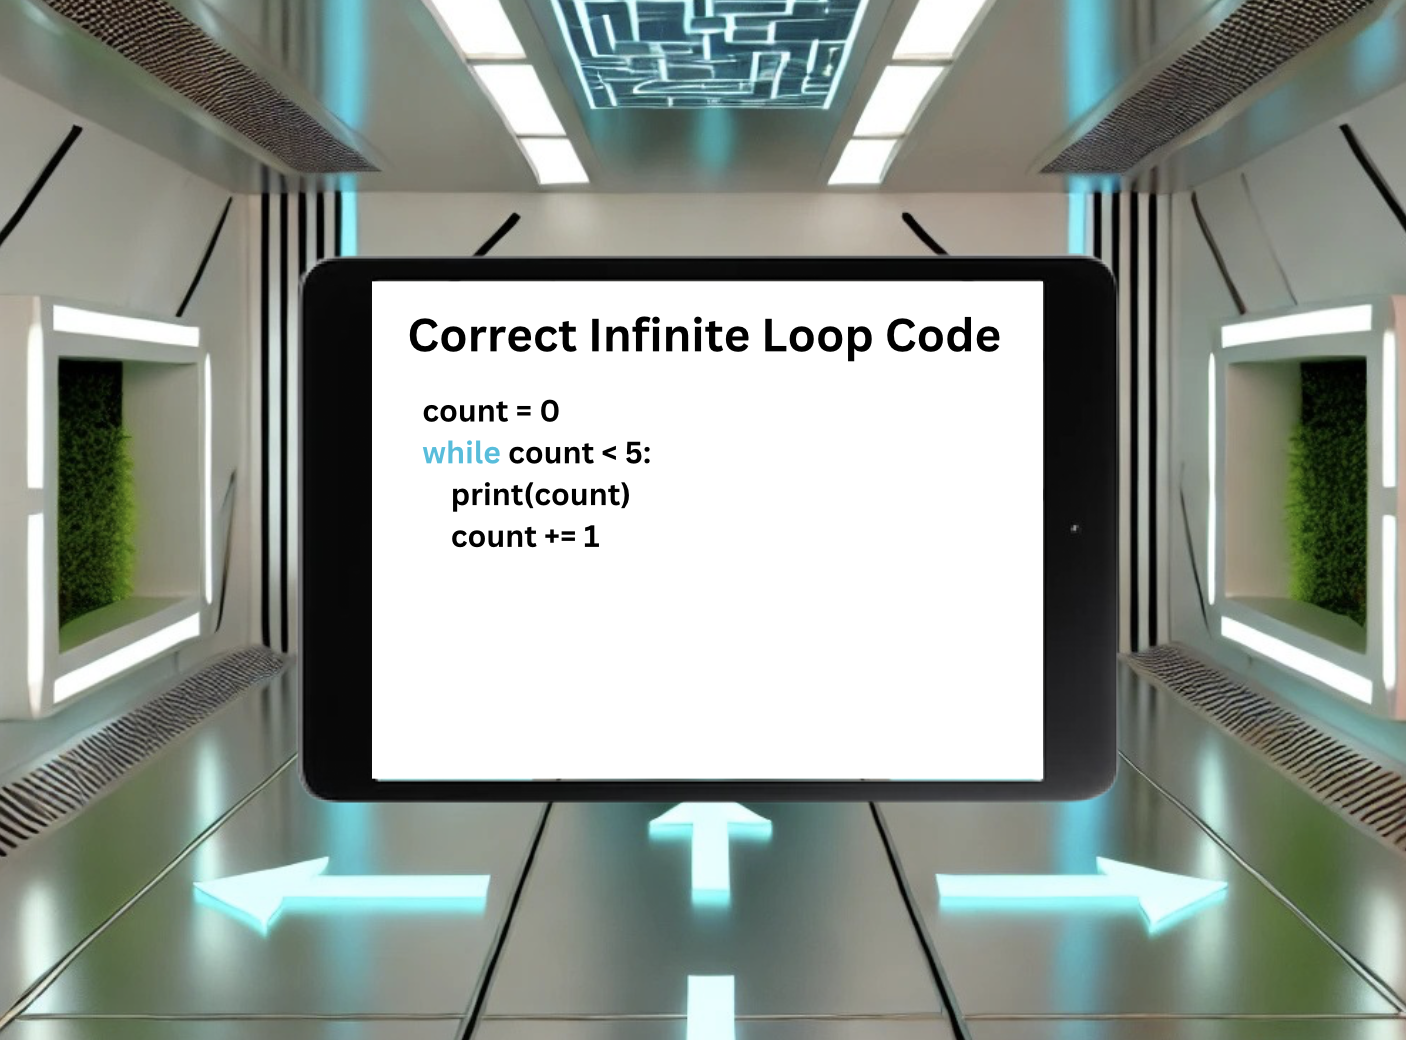 Correct Infinite Loop Code
count = 0
while count < 5:
    print(count)
    count += 1